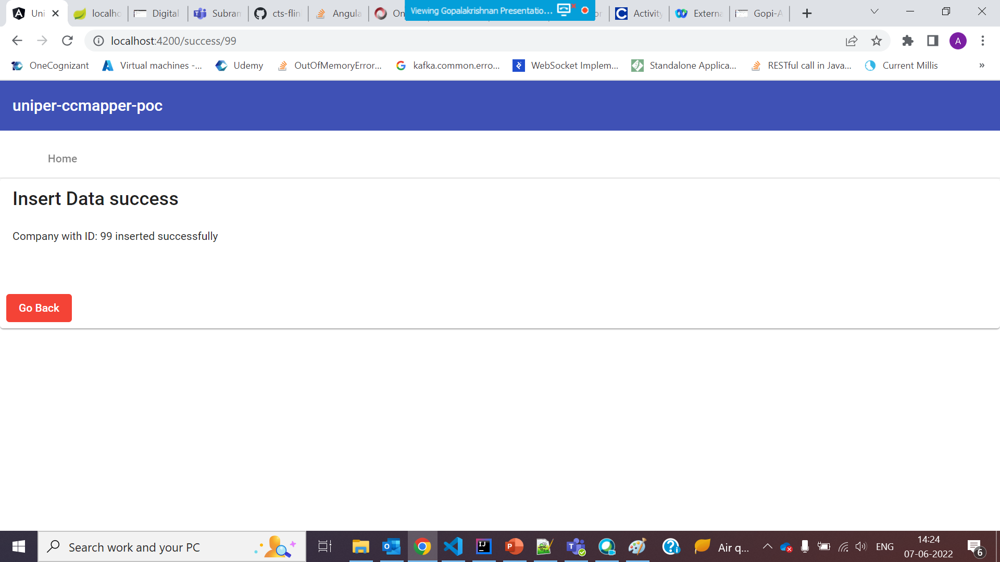 Uni
localho
Digital
Subram
cts-flin
Angula
On
Viewing Gopalakrishnan Presentatio...
or
Activity
Externa
Gopi-A
localhost:4200/success/99
A
OneCognizant
Virtual machines -...
Udemy
OutOfMemoryError...
kafka.common.erro...
WebSocket Implem...
Standalone Applica...
RESTful call in Java...
Current Millis
»
uniper-ccmapper-poc
Home
Insert Data success
Company with ID: 99 inserted successfully
Go Back
Search work and your PC
Air q...
ENG
14:24
07-06-2022
6